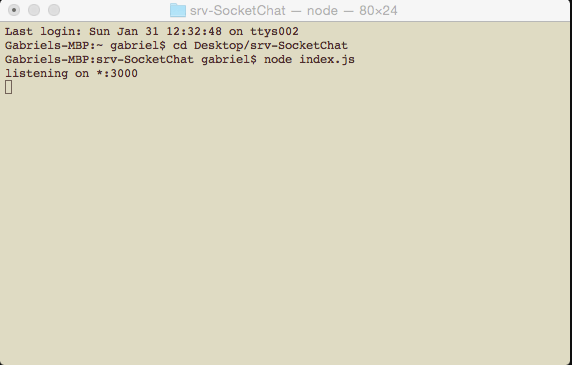 srv-SocketChat — node — 80×24
Last login: Sun Jan 31 12:32:48 on ttys002
Gabriels-MBP:~ gabriel$ cd Desktop/srv-SocketChat
Gabriels-MBP:srv-SocketChat gabriel$ node index.js
listening on *:3000